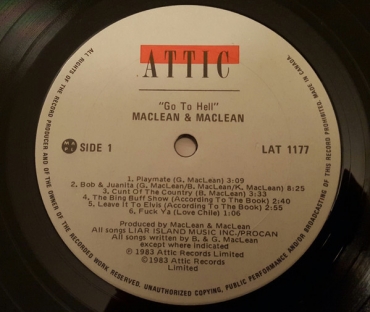 ATTIC
"Go To Hell"
MACLEAN & MACLEAN
SIDE 1
LAT 1177
1. Playmate (G. MacLean) 3:09
2. Bob & Juanita (G. MacLean/B. MacLean/K. MacLean) 8:25
3. Cunt Of The Country (B. MacLean) 3:33
4. The Bing Buff Show (According To The Book) 2:40
5. Leave It To Elvis (According To The Book) 2:55
6. Fuck Ya (Love Chile) 1:06
Produced by MacLean & MacLean
All songs LIAR ISLAND MUSIC INC./PROCAN
All songs written by B. & G. MacLean
except where indicated
℗ 1983 Attic Records Limited
©1983 Attic Records
Limited
ALL RIGHTS OF THE RECORD PRODUCER AND OF THE OWNER OF THE RECORDED WORK RESERVED. UNAUTHORIZED COPYING, PUBLIC PERFORMANCE AND/OR BROADCASTING OF THIS RECORD PROHIBITED. MADE IN CANADA.